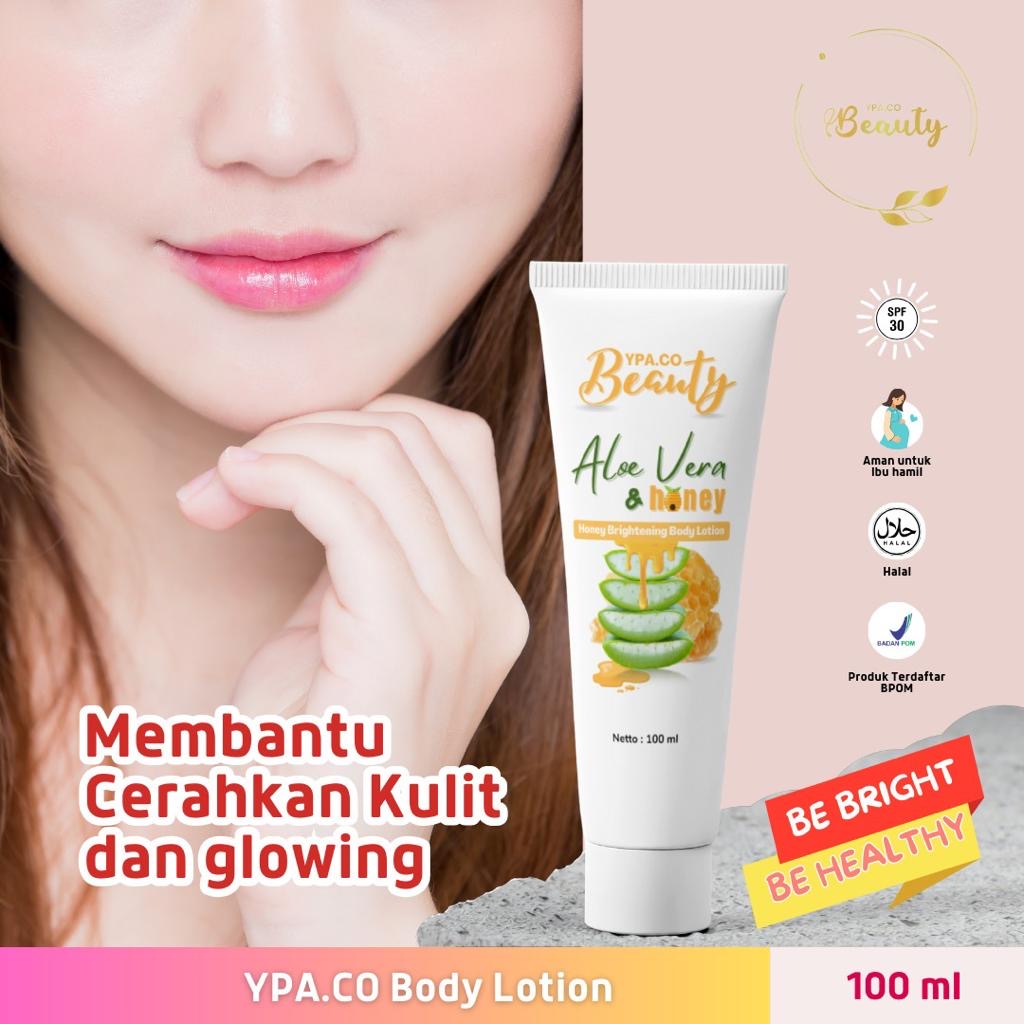 YPA.CO
Beauty
SPF
30
YPA.CO
Beauty
Aloe Vera
& honey
Honey Brightening Body Lotion
Netto : 100 ml
Aman untuk
Ibu hamil
حلال
HALAL
Halal
BADAN POM
Produk Terdaftar
BPOM
Membantu
Cerahkan Kulit
dan glowing
BE BRIGHT
BE HEALTHY
YPA.CO Body Lotion
100 ml